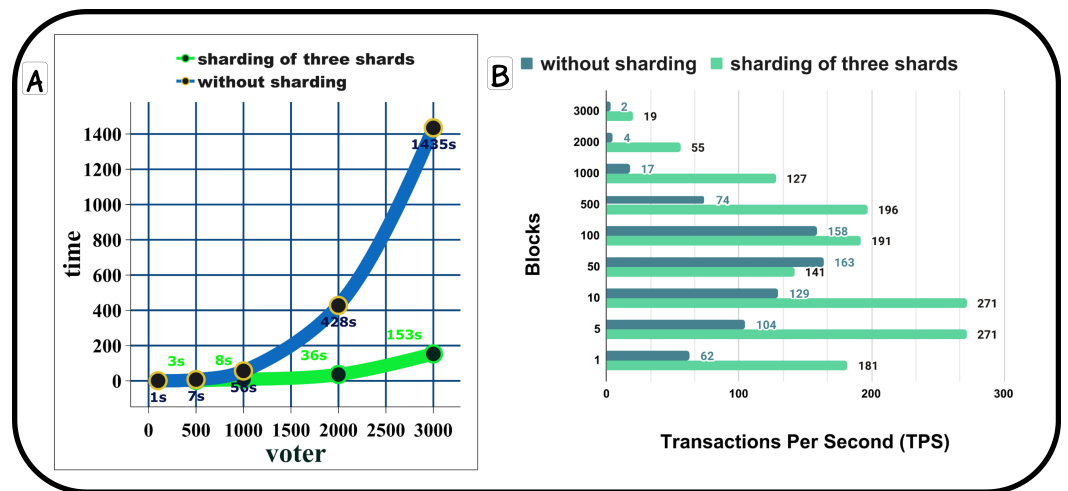 A
sharding of three shards
without sharding
time
1400
1200
1000
800
600
400
200
0
1435s
428s
153s
36s
8s
3s
56s
7s
1s
0 500 1000 1500 2000 2500 3000
voter
B
without sharding sharding of three shards
Blocks
3000 2 19
2000 4 55
1000 17 127
500 74 196
100 158 191
50 163 141
10 129 271
5 104 271
1 62 181
0 100 200 300
Transactions Per Second (TPS)